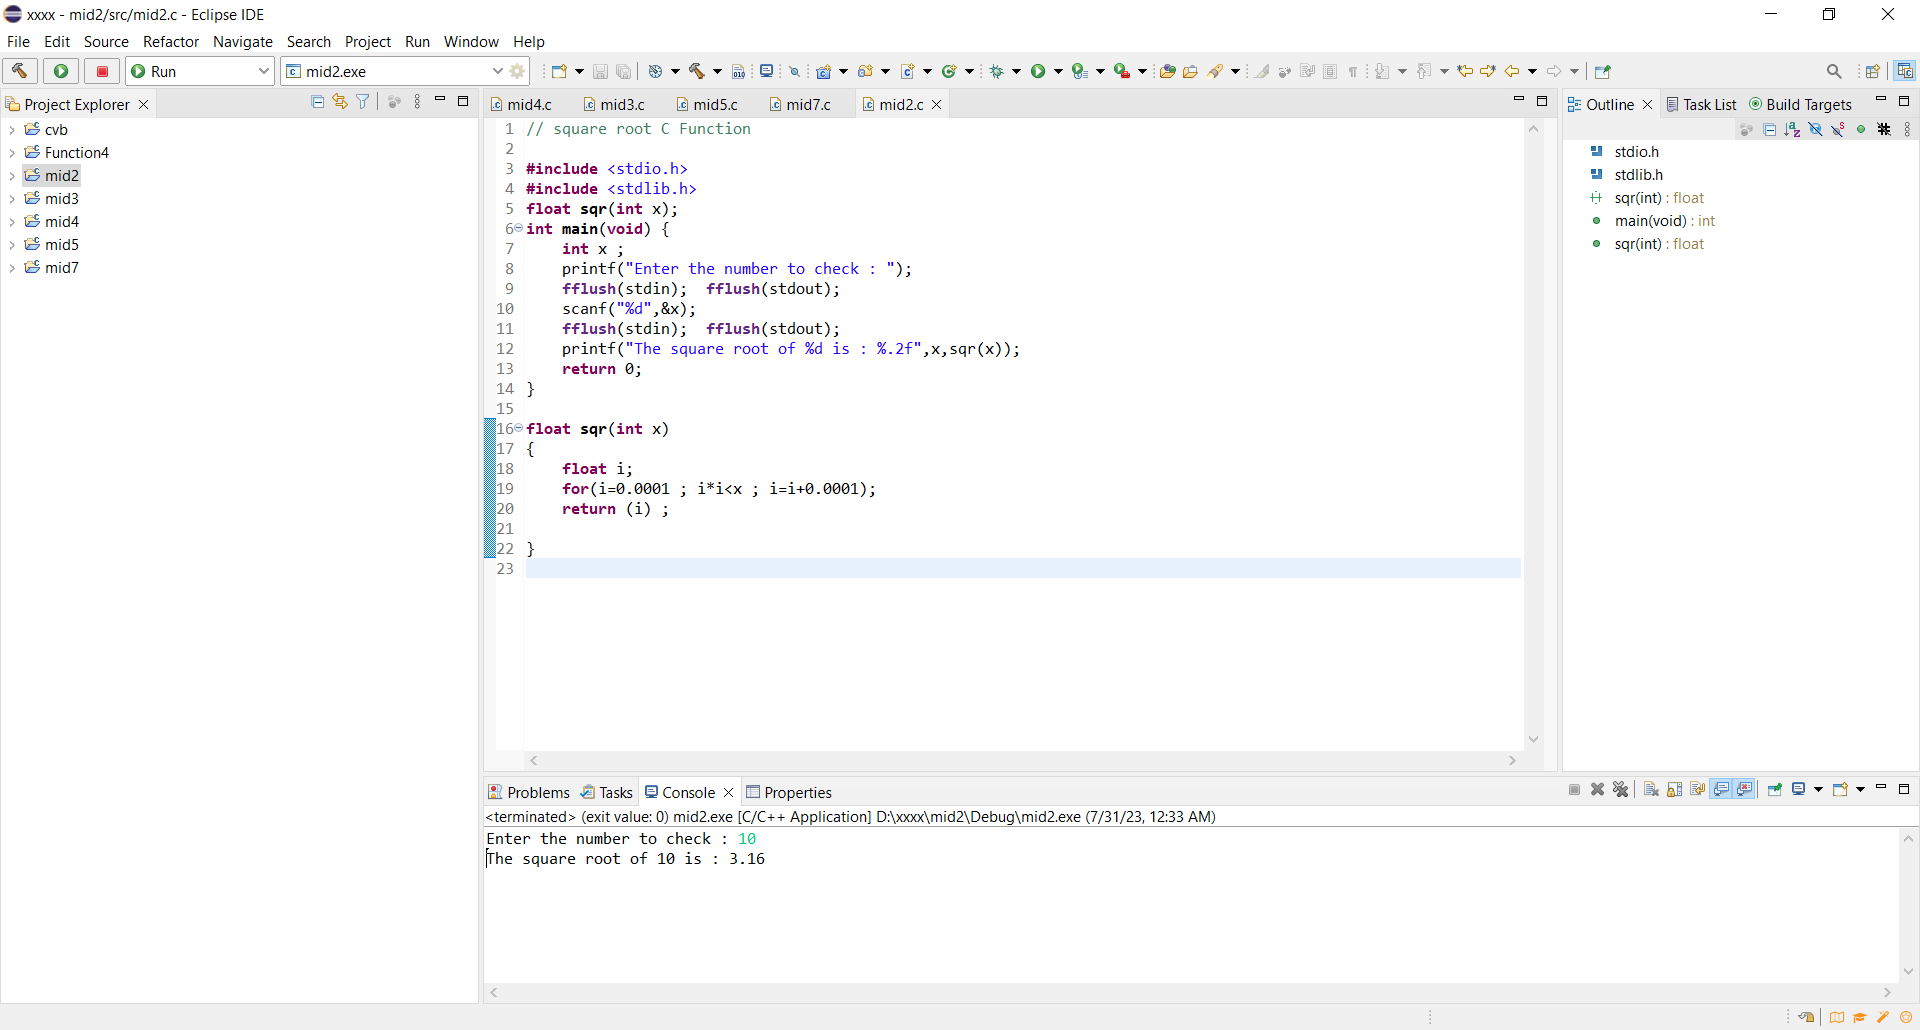 xxxx - mid2/src/mid2.c - Eclipse IDE
File Edit Source Refactor Navigate Search Project Run Window Help
Run mid2.exe
Project Explorer
cvb
Function4
mid2
mid3
mid4
mid5
mid7
mid4.c mid3.c mid5.c mid7.c mid2.c
1 // square root C Function
2
3 #include <stdio.h>
4 #include <stdlib.h>
5 float sqr(int x);
6 int main(void) {
7 int x ;
8 printf("Enter the number to check : ");
9 fflush(stdin); fflush(stdout);
10 scanf("%d",&x);
11 fflush(stdin); fflush(stdout);
12 printf("The square root of %d is : %.2f",x,sqr(x));
13 return 0;
14 }
15
16 float sqr(int x)
17 {
18 float i;
19 for(i=0.0001 ; i*i<x ; i=i+0.0001);
20 return (i) ;
21
22 }
23
Outline Task List Build Targets
stdio.h
stdlib.h
sqr(int) : float
main(void) : int
sqr(int) : float
Problems Tasks Console Properties
<terminated> (exit value: 0) mid2.exe [C/C++ Application] D:\xxxx\mid2\Debug\mid2.exe (7/31/23, 12:33 AM)
Enter the number to check : 10
The square root of 10 is : 3.16